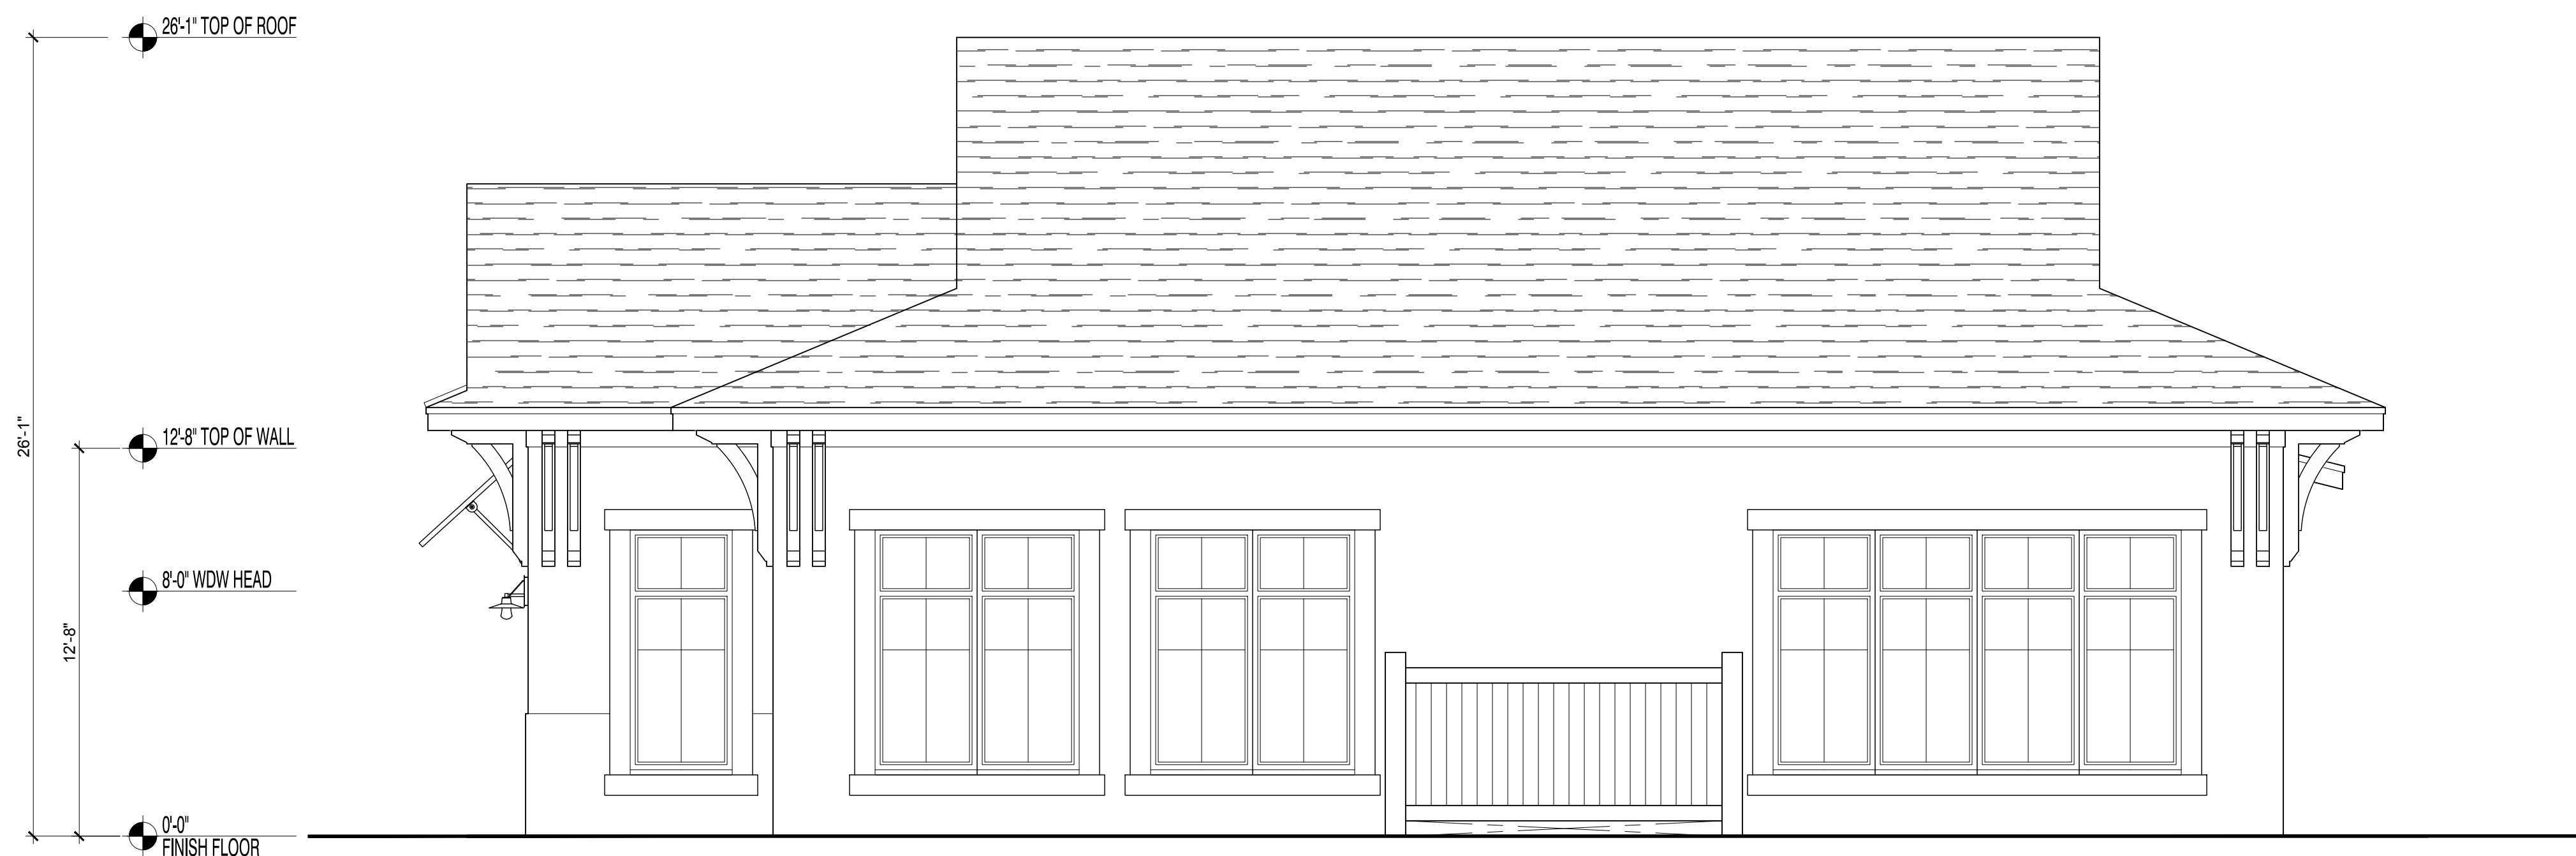 26'-1" TOP OF ROOF
26'-1"
12'-8" TOP OF WALL
8'-0" WDW HEAD
12'-8"
0'-0"
FINISH FLOOR